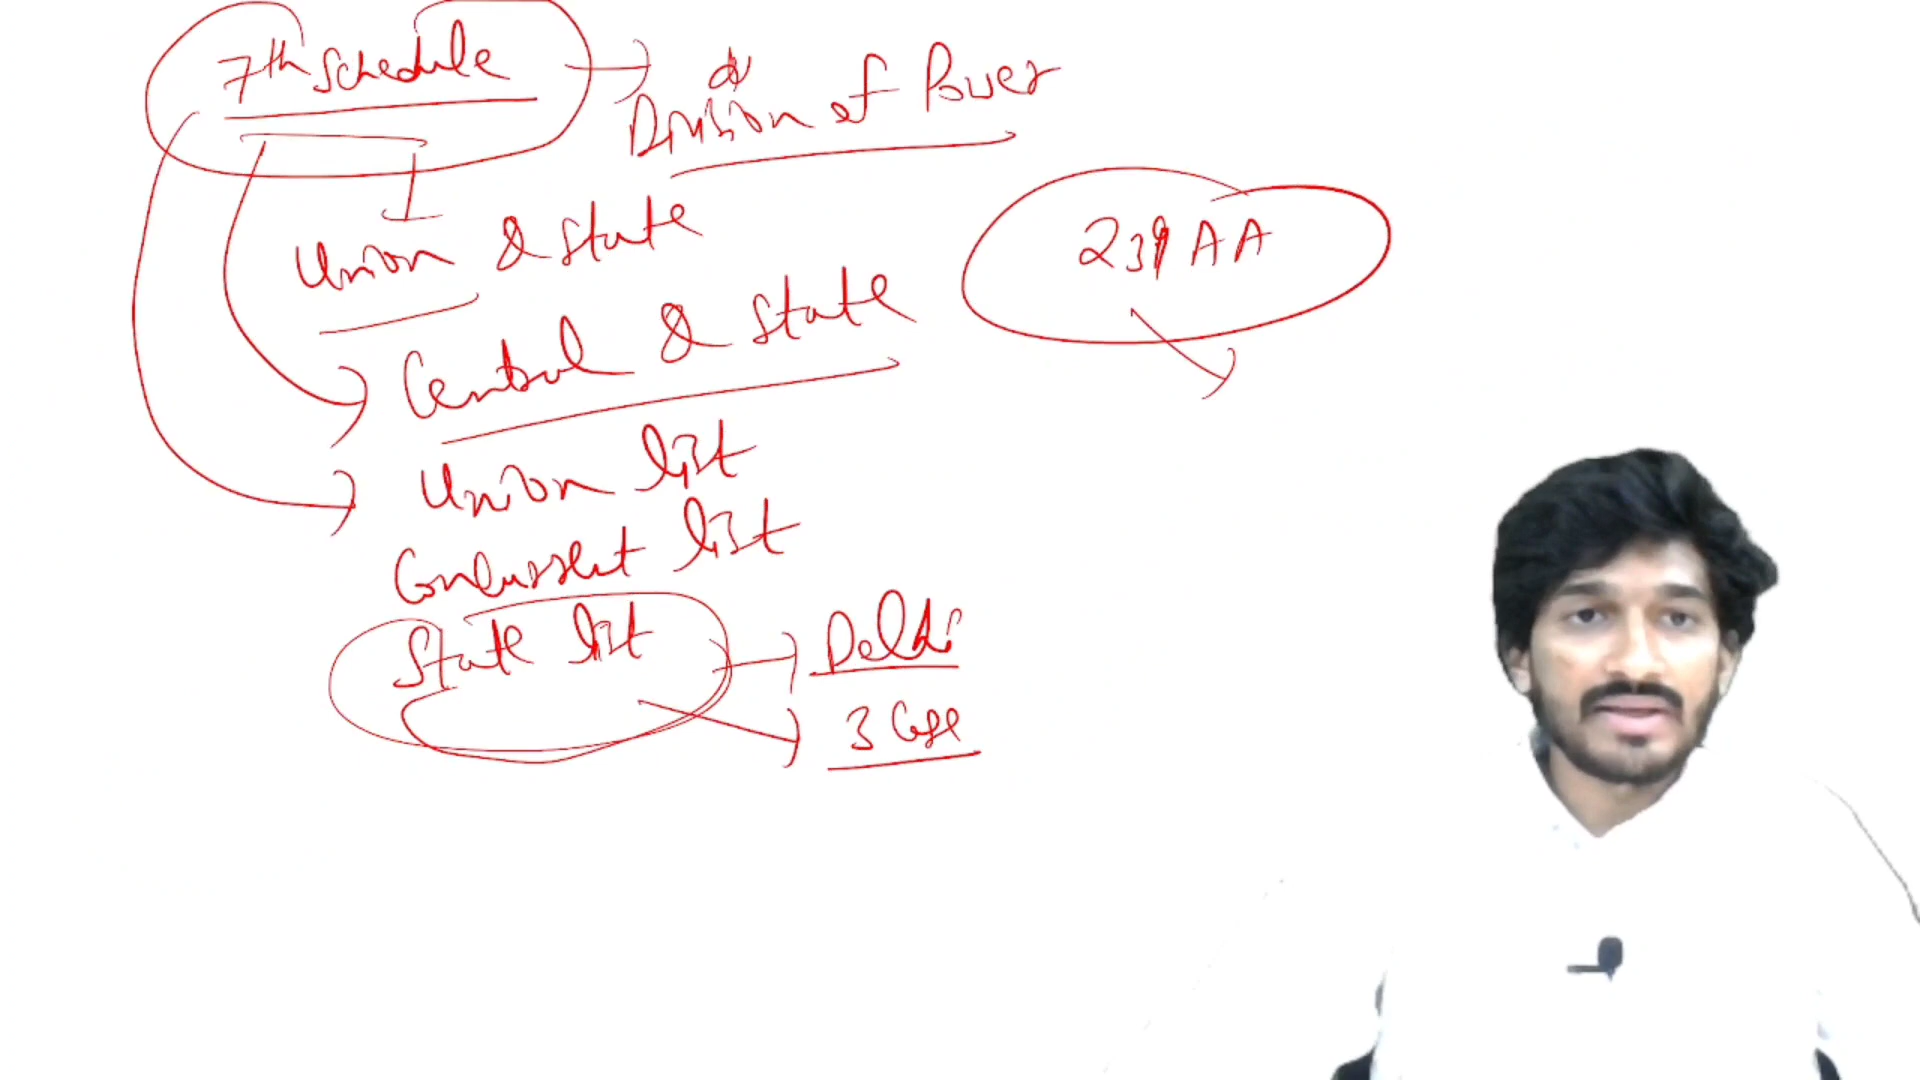 7th Schedule
Division of Power
Union & State
239 AA
Central & State
Union list
Concurrent list
State list
Delhi
3 Case